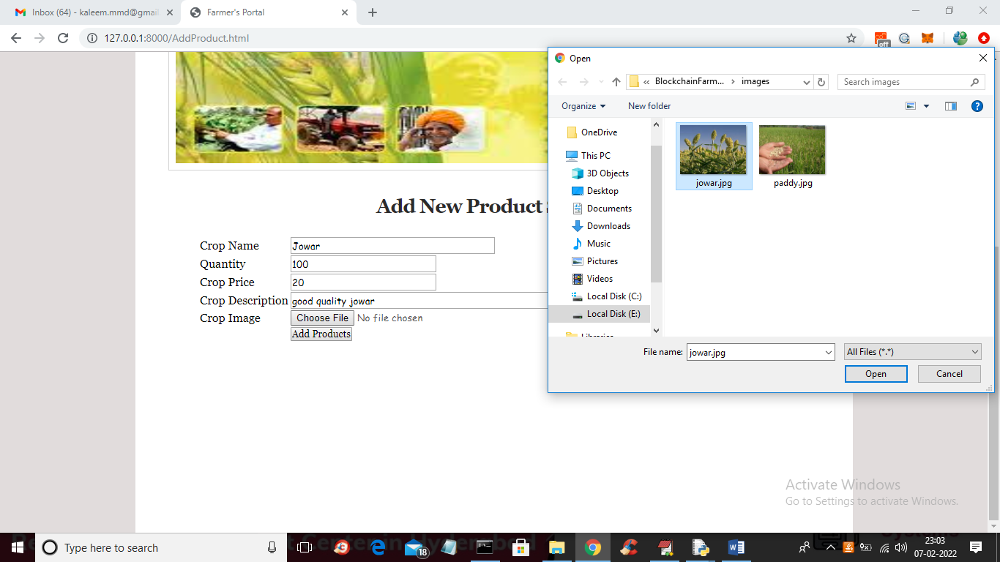 Inbox (64) - kaleem.mmd@gmai
Farmer's Portal
127.0.0.1:8000/AddProduct.html
off
Open
« BlockchainFarm... › images
Search images
Organize
New folder
OneDrive
This PC
3D Objects
Desktop
Documents
Downloads
Music
Pictures
Videos
Local Disk (C:)
Local Disk (E:)
Libraries
jowar.jpg
paddy.jpg
File name: jowar.jpg
All Files (*.*)
Open
Cancel
Add New Product
Crop Name Jowar
Quantity 100
Crop Price 20
Crop Description good quality jowar
Crop Image Choose File No file chosen
Add Products
Activate Windows
Go to Settings to activate Windows.
Type here to search
18
23:03
07-02-2022